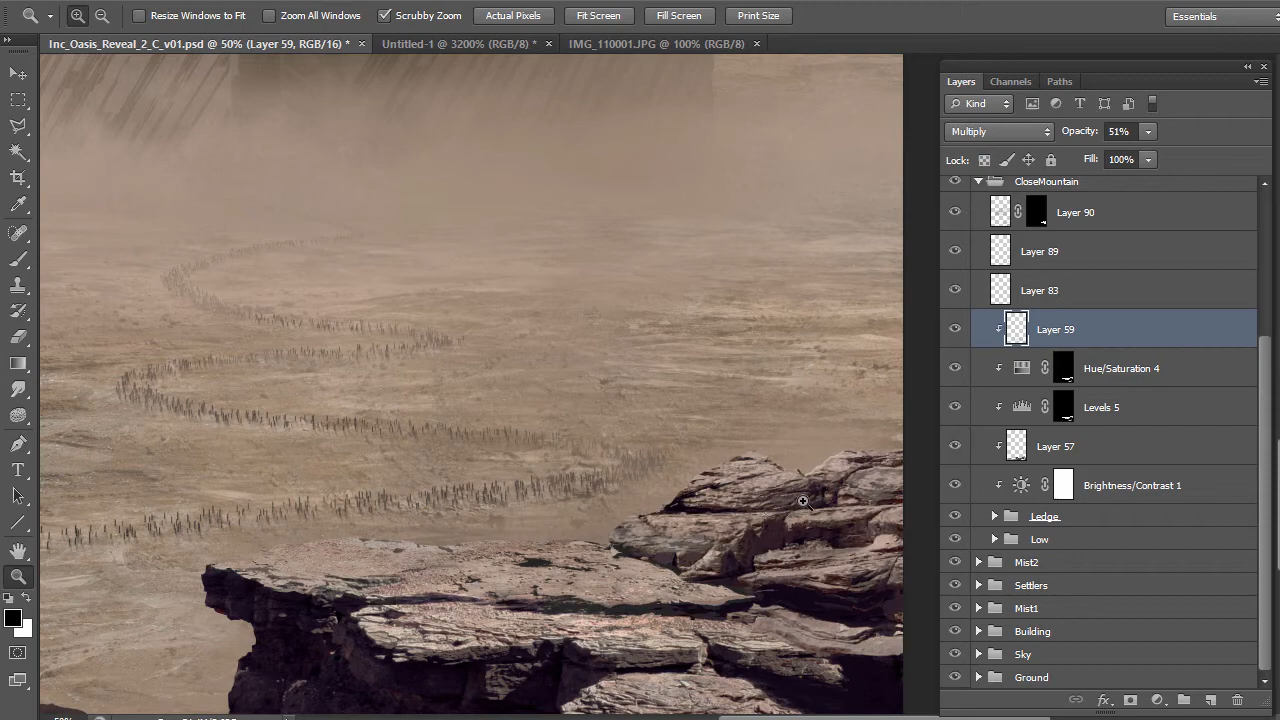 Resize Windows to Fit Zoom All Windows Scrubby Zoom Actual Pixels Fit Screen Fill Screen Print Size Essentials
Inc_Oasis_Reveal_2_C_v01.psd @ 50% (Layer 59, RGB/16) * × Untitled-1 @ 3200% (RGB/8) * × IMG_110001.JPG @ 100% (RGB/8) ×
Layers Channels Paths
Kind
Multiply Opacity: 51%
Lock: Fill: 100%
CloseMountain
Layer 90
Layer 89
Layer 83
Layer 59
Hue/Saturation 4
Levels 5
Layer 57
Brightness/Contrast 1
Ledge
Low
Mist2
Settlers
Mist1
Building
Sky
Ground